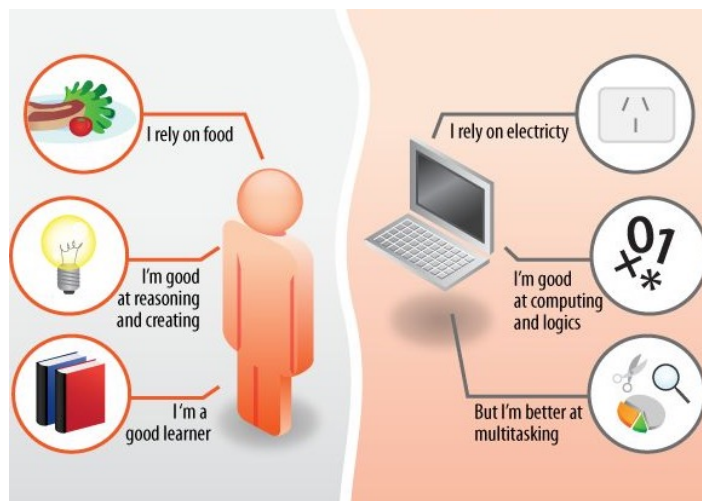 I rely on food
I'm good
at reasoning
and creating
I'm a
good learner
I rely on electricty
01
×*
I'm good
at computing
and logics
But I'm better at
multitasking